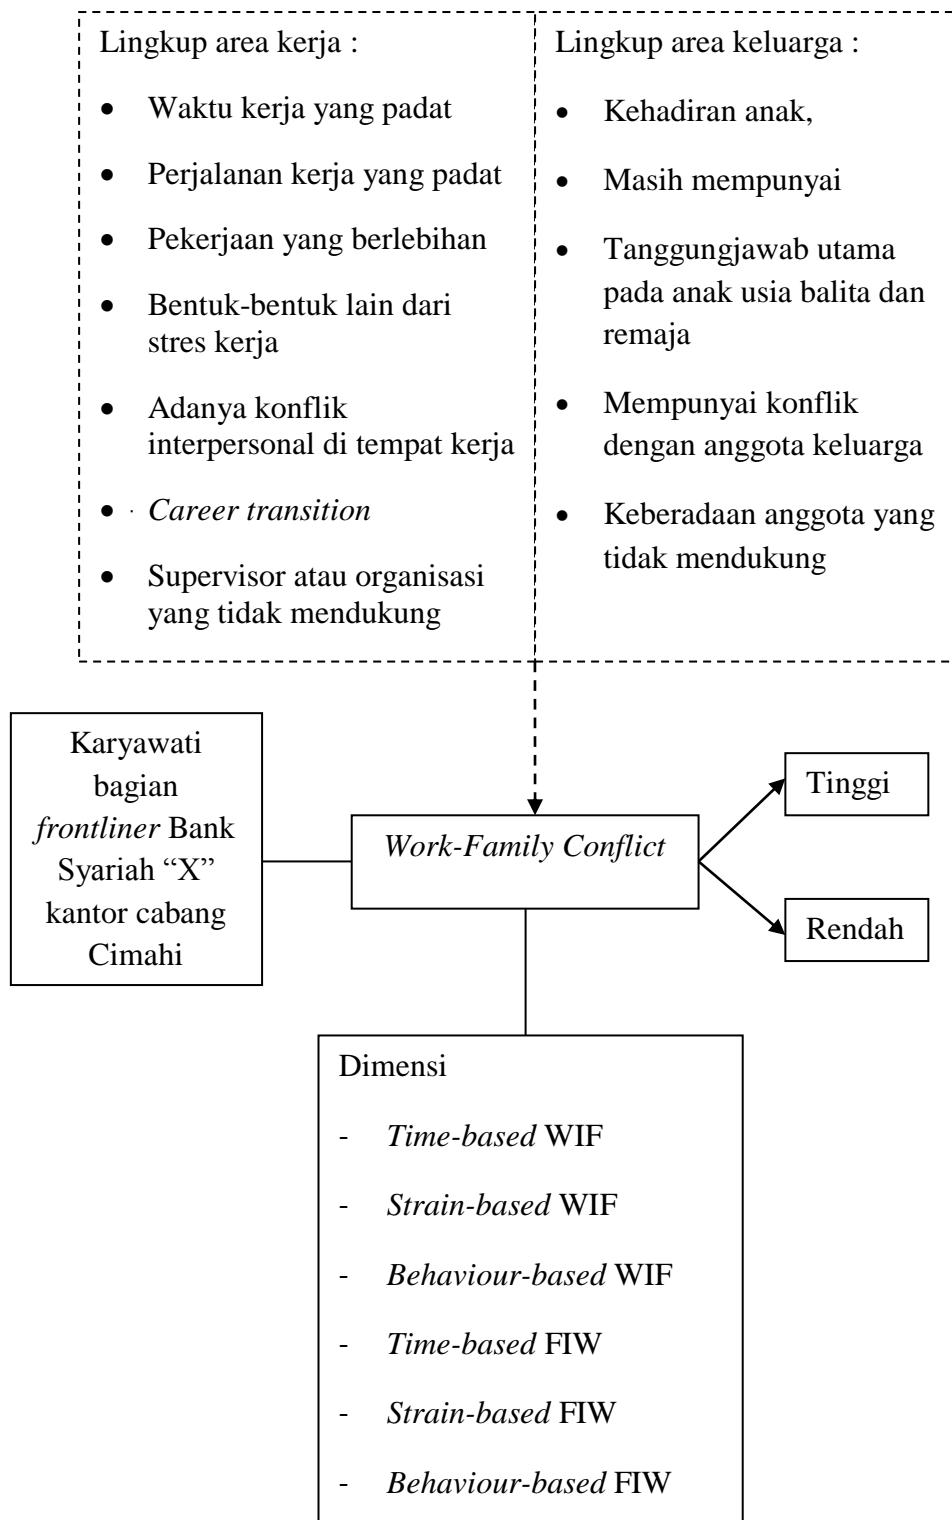 Lingkup area kerja :
• Waktu kerja yang padat
• Perjalanan kerja yang padat
• Pekerjaan yang berlebihan
• Bentuk-bentuk lain dari
stres kerja
• Adanya konflik
interpersonal di tempat kerja
• Career transition
• Supervisor atau organisasi
yang tidak mendukung
Lingkup area keluarga :
• Kehadiran anak,
• Masih mempunyai
• Tanggungjawab utama
pada anak usia balita dan
remaja
• Mempunyai konflik
dengan anggota keluarga
• Keberadaan anggota yang
tidak mendukung
Karyawati
bagian
frontliner Bank
Syariah “X”
kantor cabang
Cimahi
Work-Family Conflict
Tinggi
Rendah
Dimensi
- Time-based WIF
- Strain-based WIF
- Behaviour-based WIF
- Time-based FIW
- Strain-based FIW
- Behaviour-based FIW